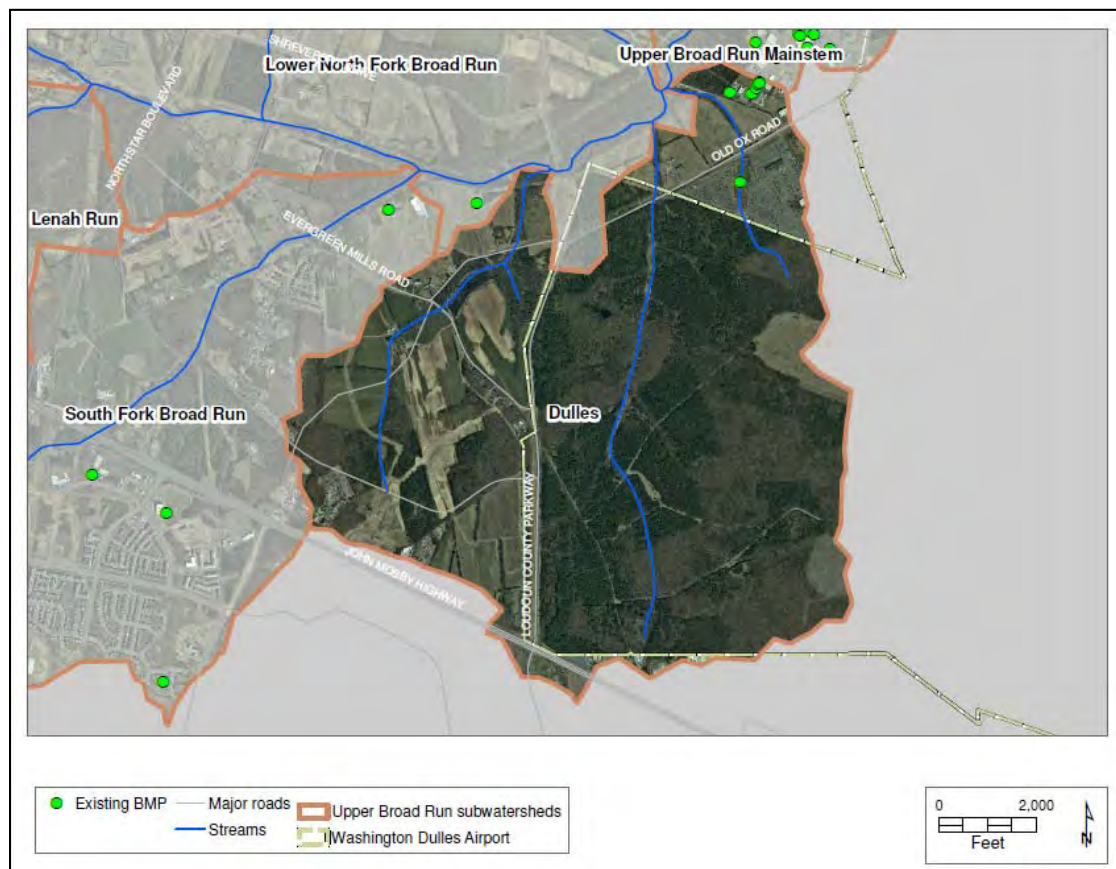 SHREVEPORT DRIVE
Lower North Fork Broad Run
Upper Broad Run Mainstem
NORTHSTAR BOULEVARD
OLD OX ROAD
Lenah Run
EVERGREEN MILLS ROAD
South Fork Broad Run
Dulles
LOUDOUN COUNTY PARKWAY
JOHN MOSBY HIGHWAY
Existing BMP
Major roads
Streams
Upper Broad Run subwatersheds
Washington Dulles Airport
0 2,000
Feet
N